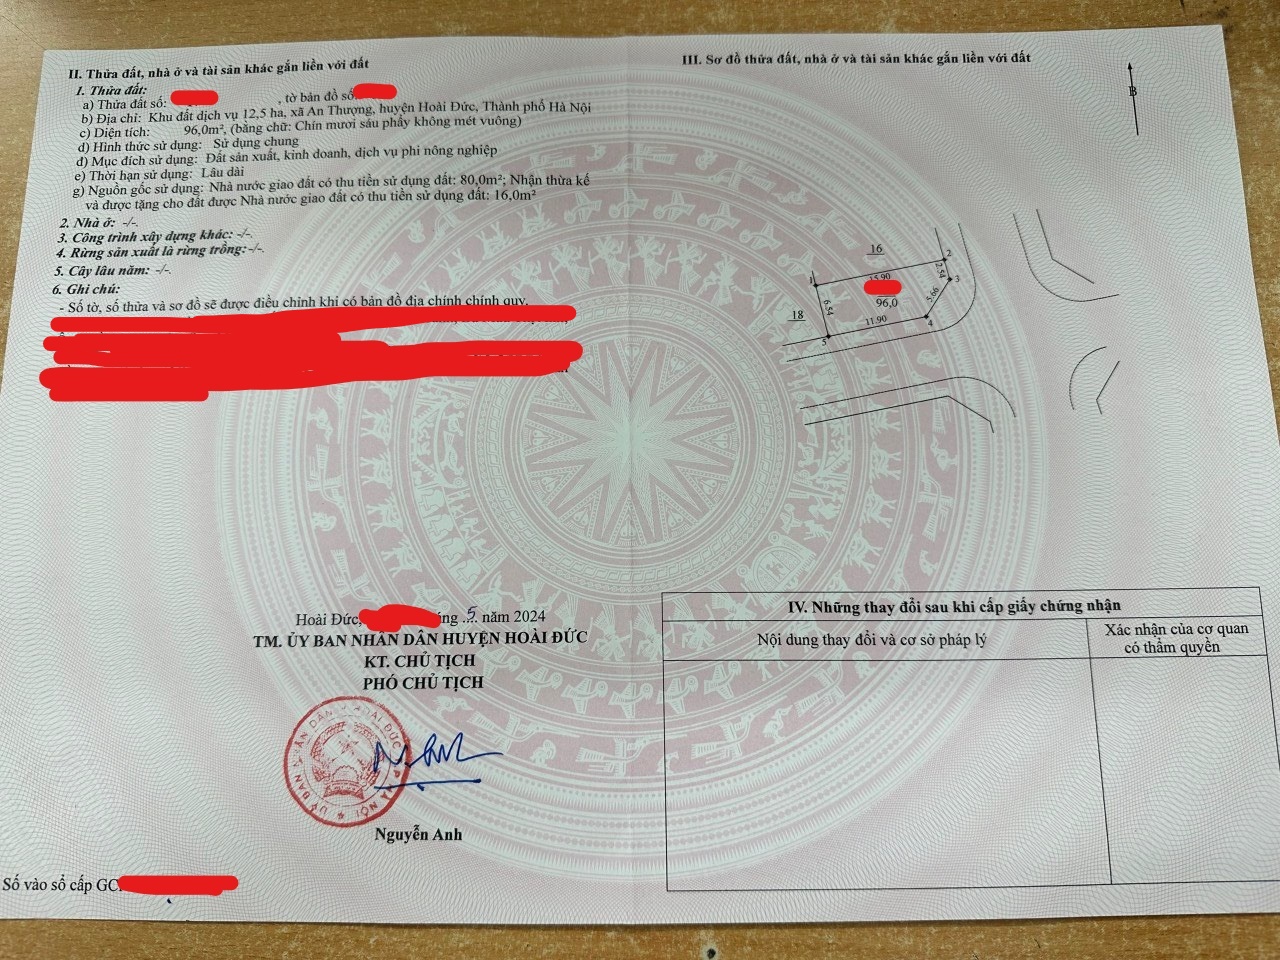 II. Thửa đất, nhà ở và tài sản khác gắn liền với đất
1. Thửa đất:
a) Thửa đất số: , tờ bản đồ số:
b) Địa chỉ: Khu đất dịch vụ 12,5 ha, xã An Thượng, huyện Hoài Đức, Thành phố Hà Nội
c) Diện tích: 96,0m², (bằng chữ: Chín mươi sáu phẩy không mét vuông)
d) Hình thức sử dụng: Sử dụng chung
đ) Mục đích sử dụng: Đất sản xuất, kinh doanh, dịch vụ phi nông nghiệp
e) Thời hạn sử dụng: Lâu dài
g) Nguồn gốc sử dụng: Nhà nước giao đất có thu tiền sử dụng đất: 80,0m²; Nhận thừa kế
và được tặng cho đất được Nhà nước giao đất có thu tiền sử dụng đất: 16,0m²
2. Nhà ở: -/-.
3. Công trình xây dựng khác: -/-.
4. Rừng sản xuất là rừng trồng: -/-.
5. Cây lâu năm: -/-.
6. Ghi chú:
- Số tờ, số thửa và sơ đồ sẽ được điều chỉnh khi có bản đồ địa chính chính quy.
Hoài Đức, áng 5 năm 2024
TM. ỦY BAN NHÂN DÂN HUYỆN HOÀI ĐỨC
KT. CHỦ TỊCH
PHÓ CHỦ TỊCH
Nguyễn Anh
Số vào sổ cấp GC
III. Sơ đồ thửa đất, nhà ở và tài sản khác gắn liền với đất
B
16
1
2
15.90
2.54
3
96,0
5.66
6.54
18
11.90
4
5
IV. Những thay đổi sau khi cấp giấy chứng nhận
Nội dung thay đổi và cơ sở pháp lý
Xác nhận của cơ quan
có thẩm quyền